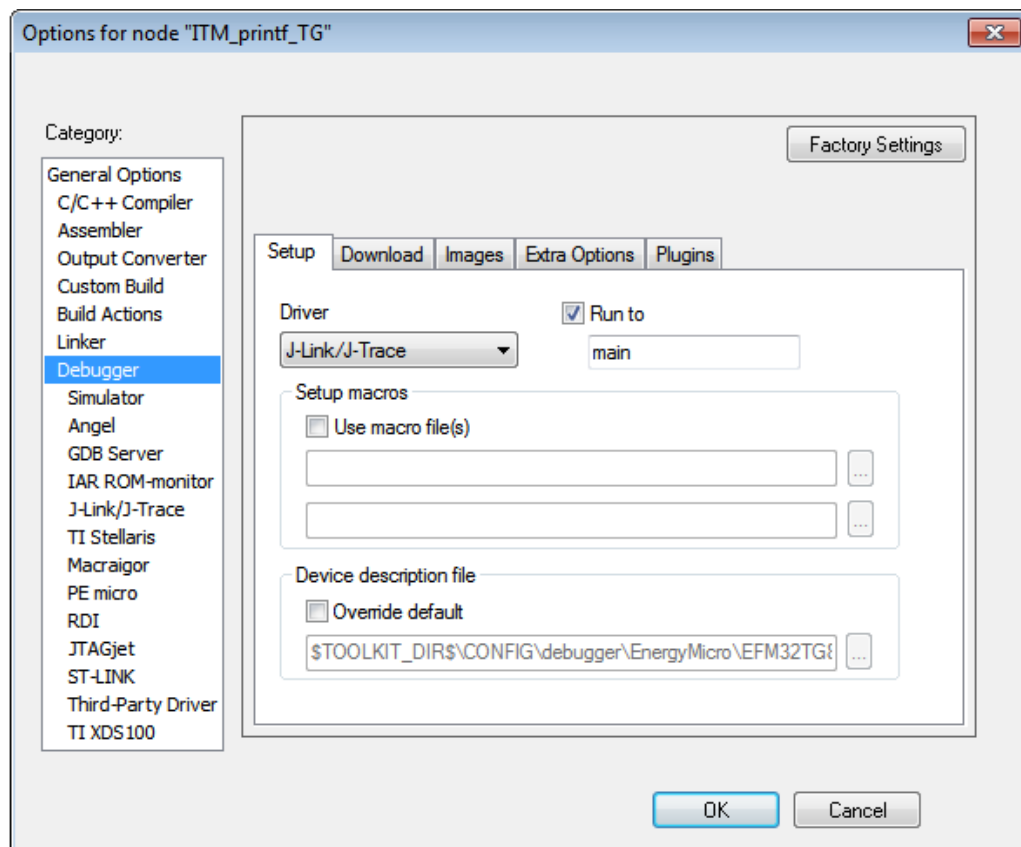 Options for node "ITM_printf_TG"
Category:
Factory Settings
General Options
C/C++ Compiler
Assembler
Output Converter
Custom Build
Build Actions
Linker
Debugger
Simulator
Angel
GDB Server
IAR ROM-monitor
J-Link/J-Trace
TI Stellaris
Macraigor
PE micro
RDI
JTAGjet
ST-LINK
Third-Party Driver
TI XDS100
Setup Download Images Extra Options Plugins
Driver Run to
J-Link/J-Trace main
Setup macros
Use macro file(s)
...
...
Device description file
Override default
$TOOLKIT_DIR$\CONFIG\debugger\EnergyMicro\EFM32TG8 ...
OK Cancel